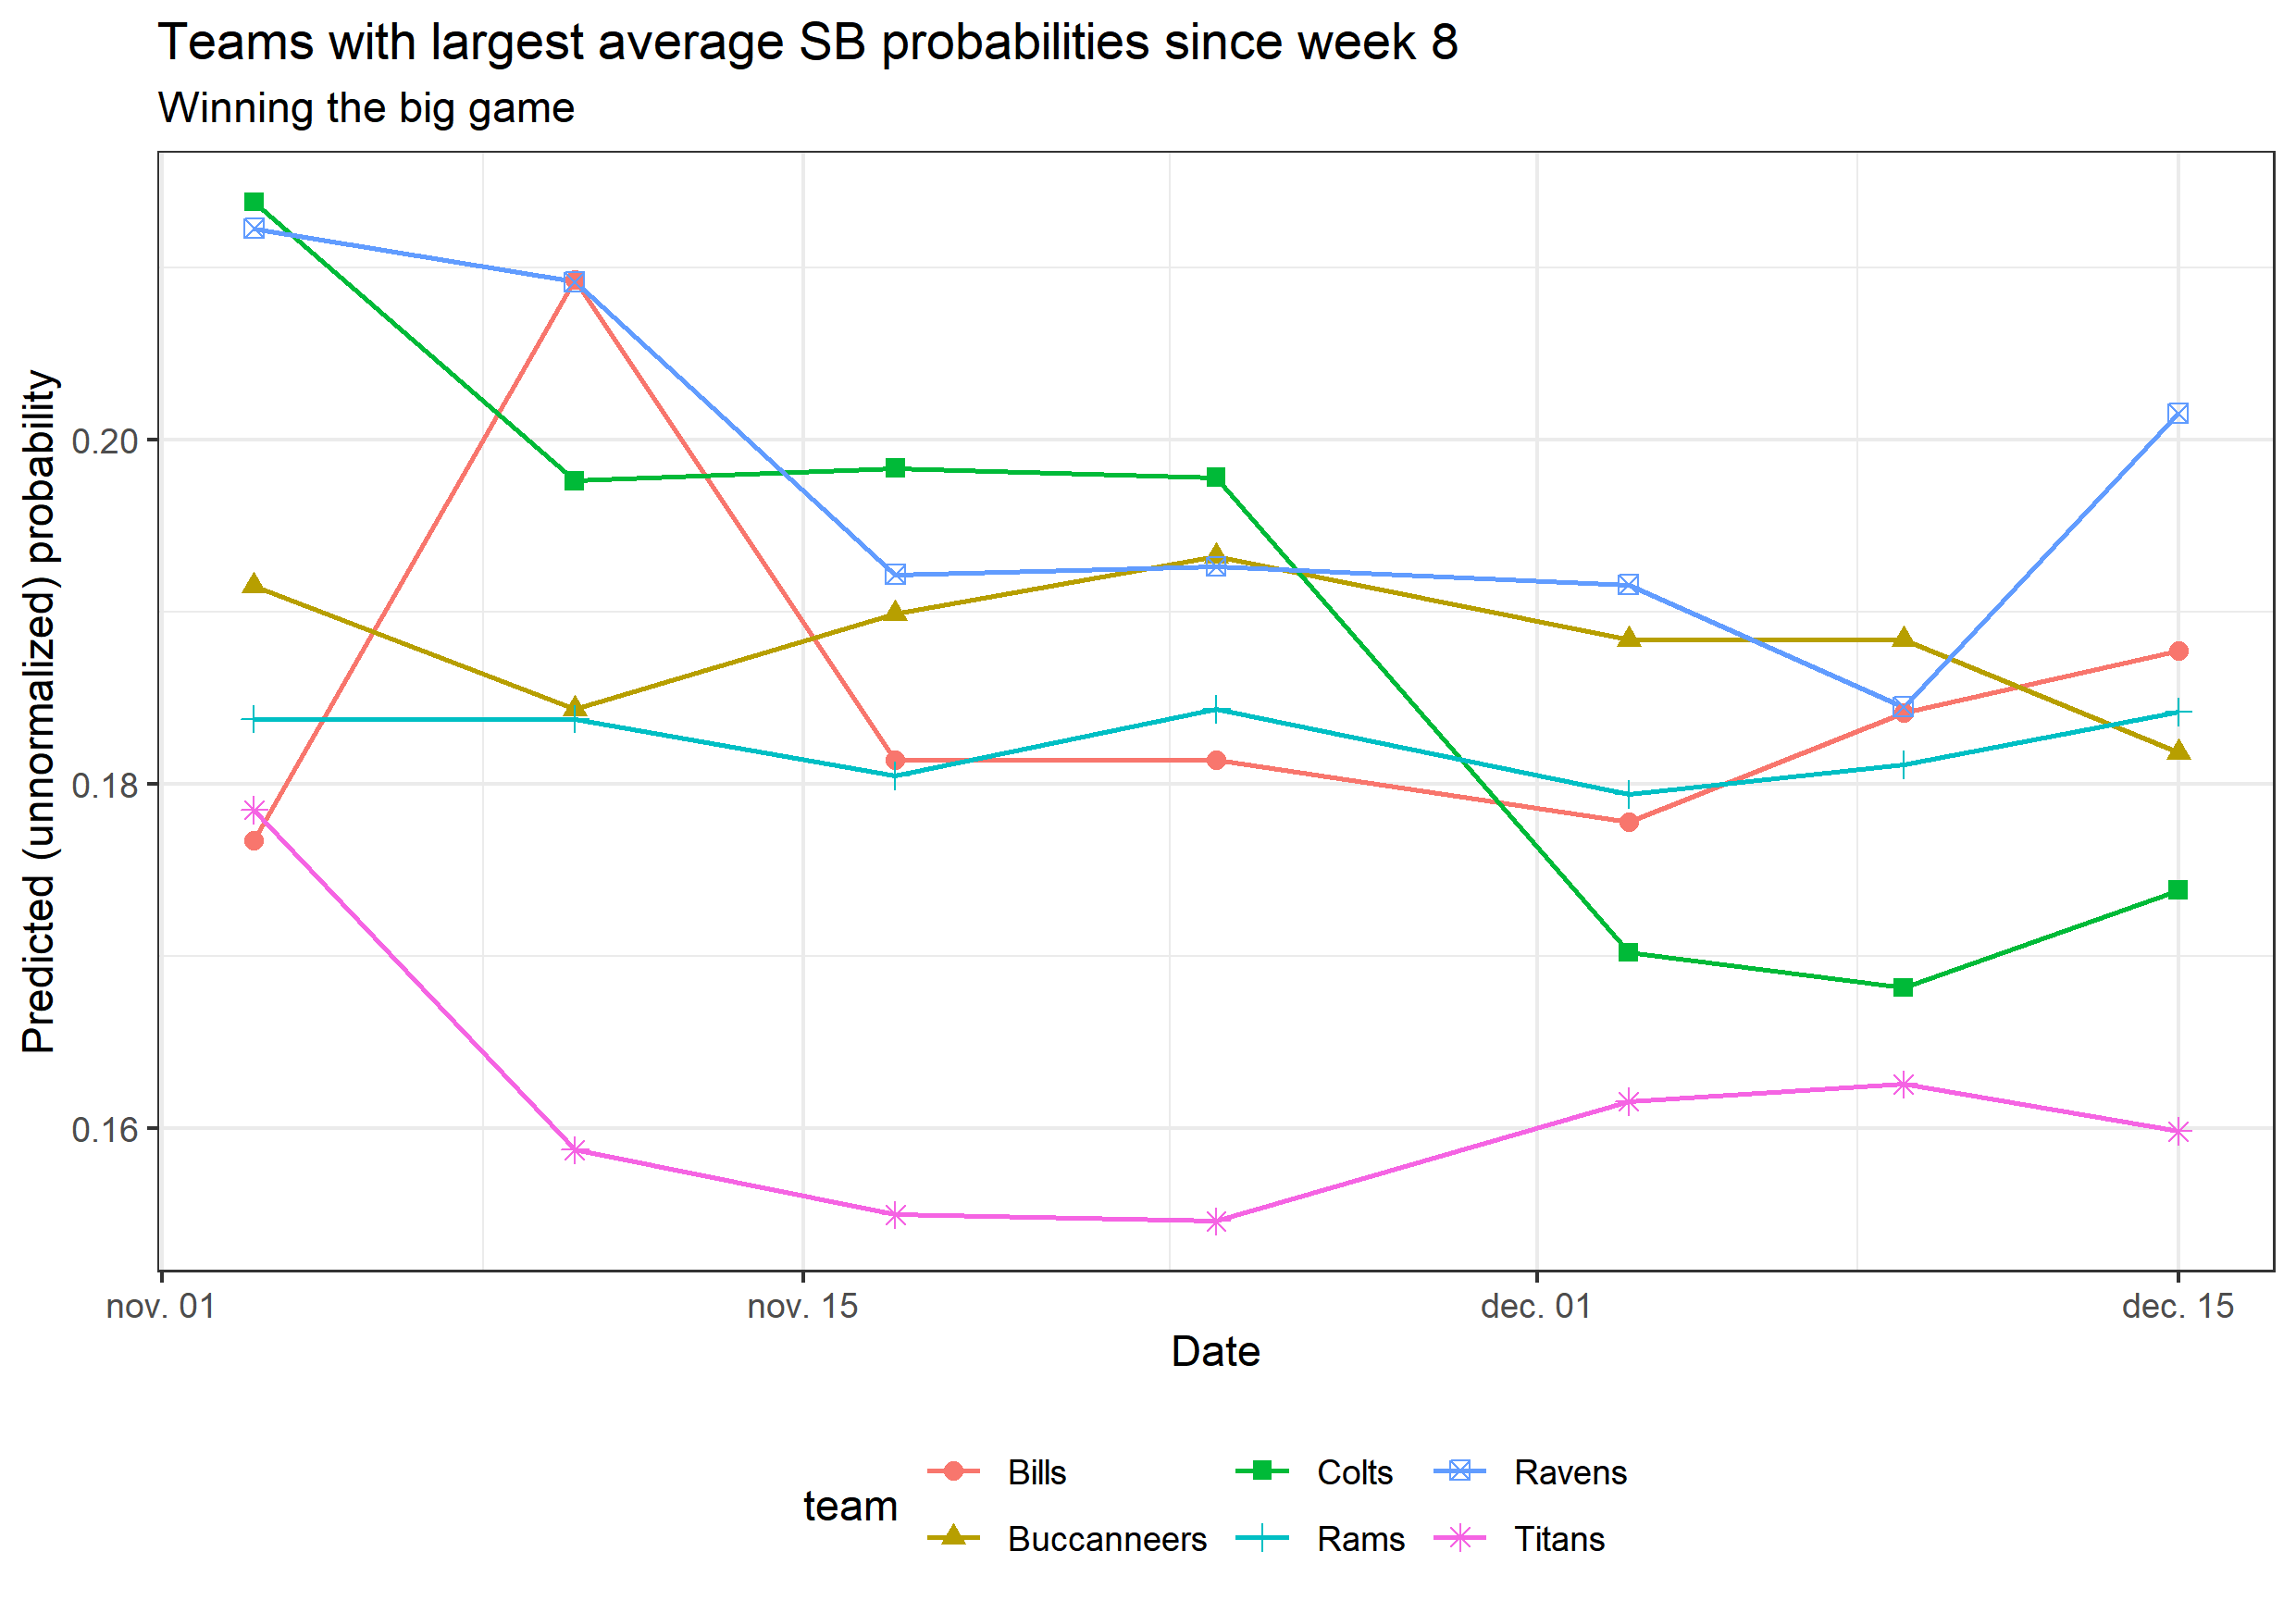 Teams with largest average SB probabilities since week 8
Winning the big game
Predicted (unnormalized) probability
0.20
0.18
0.16
nov. 01
nov. 15
dec. 01
dec. 15
Date
team
Bills
Colts
Ravens
Buccanneers
Rams
Titans